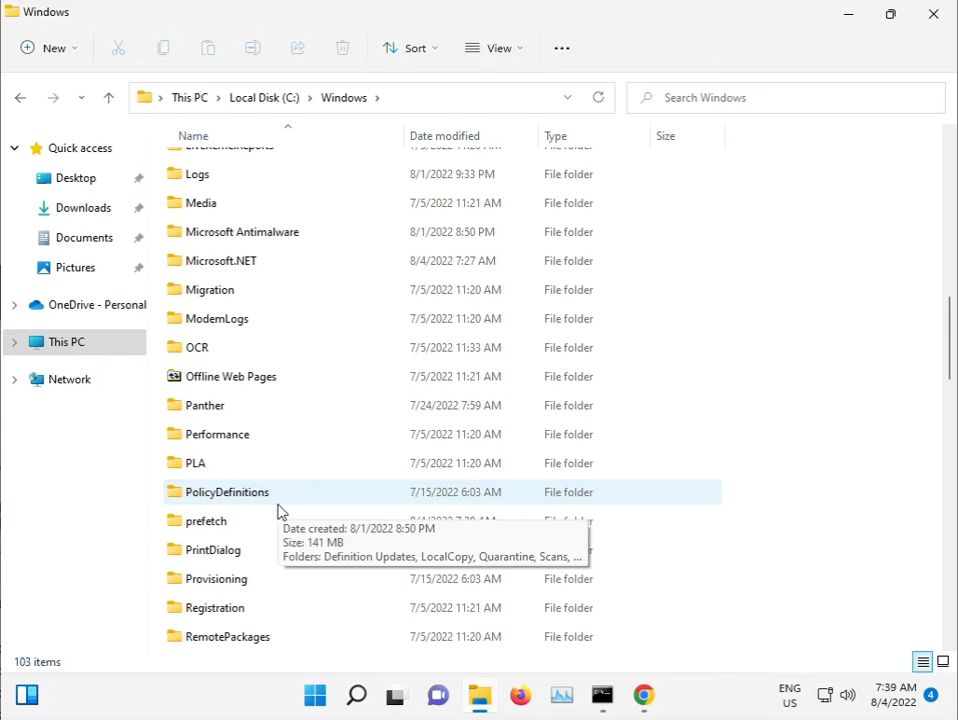 Windows
New
Sort
View
This PC
Local Disk (C:)
Windows
Search Windows
Name
Date modified
Type
Size
Quick access
Desktop
Downloads
Documents
Pictures
OneDrive - Personal
This PC
Network
LiveKernelReports 7/5/2022 11:20 AM File folder
Logs 8/1/2022 9:33 PM File folder
Media 7/5/2022 11:21 AM File folder
Microsoft Antimalware 8/1/2022 8:50 PM File folder
Microsoft.NET 8/4/2022 7:27 AM File folder
Migration 7/5/2022 11:20 AM File folder
ModemLogs 7/5/2022 11:20 AM File folder
OCR 7/5/2022 11:33 AM File folder
Offline Web Pages 7/5/2022 11:21 AM File folder
Panther 7/24/2022 7:59 AM File folder
Performance 7/5/2022 11:20 AM File folder
PLA 7/5/2022 11:20 AM File folder
PolicyDefinitions 7/15/2022 6:03 AM File folder
prefetch
Date created: 8/1/2022 8:50 PM
Size: 141 MB
Folders: Definition Updates, LocalCopy, Quarantine, Scans, ...
PrintDialog
Provisioning 7/15/2022 6:03 AM File folder
Registration 7/5/2022 11:21 AM File folder
RemotePackages 7/5/2022 11:20 AM File folder
103 items
ENG
US
7:39 AM
8/4/2022
4